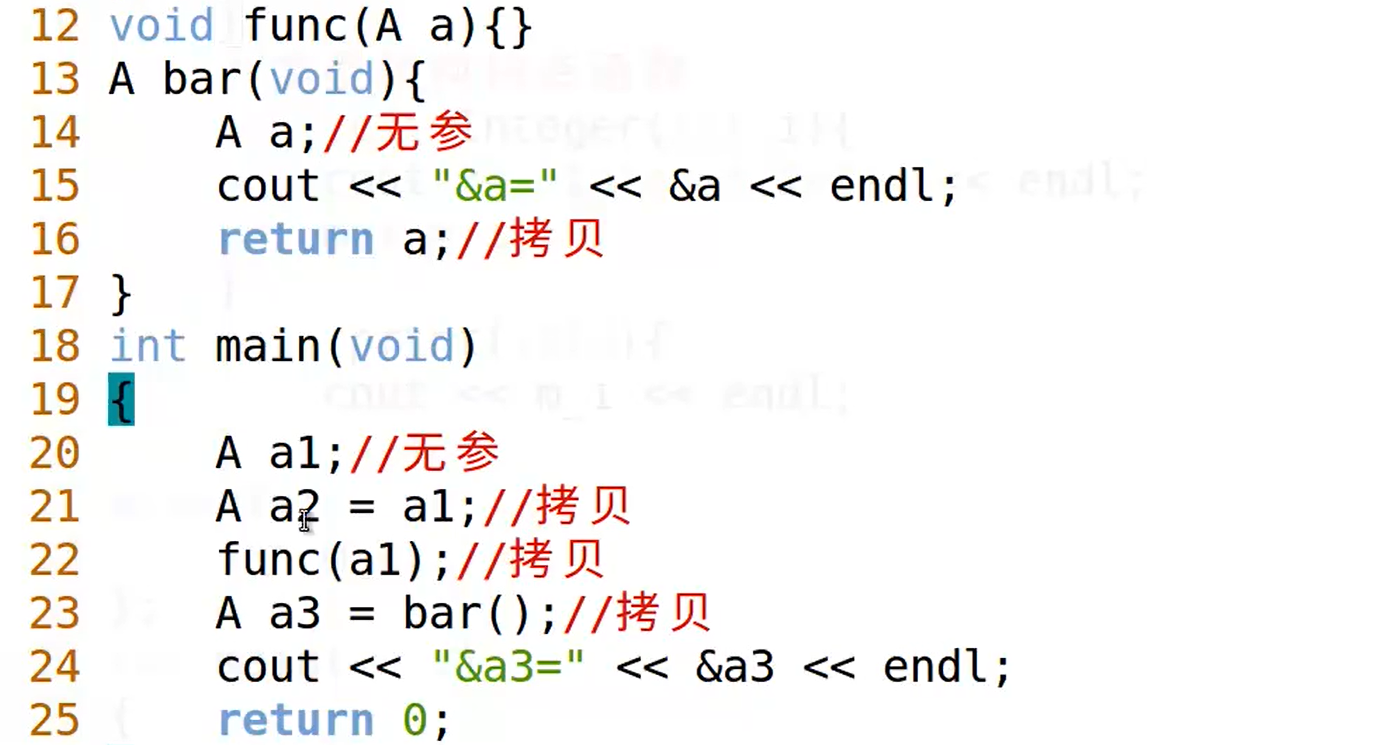 12 void func(A a){}
13 A bar(void){
14     A a;//无参
15     cout << "&a=" << &a << endl;
16     return a;//拷贝
17 }
18 int main(void)
19 {
20     A a1;//无参
21     A a2 = a1;//拷贝
22     func(a1);//拷贝
23     A a3 = bar();//拷贝
24     cout << "&a3=" << &a3 << endl;
25     return 0;